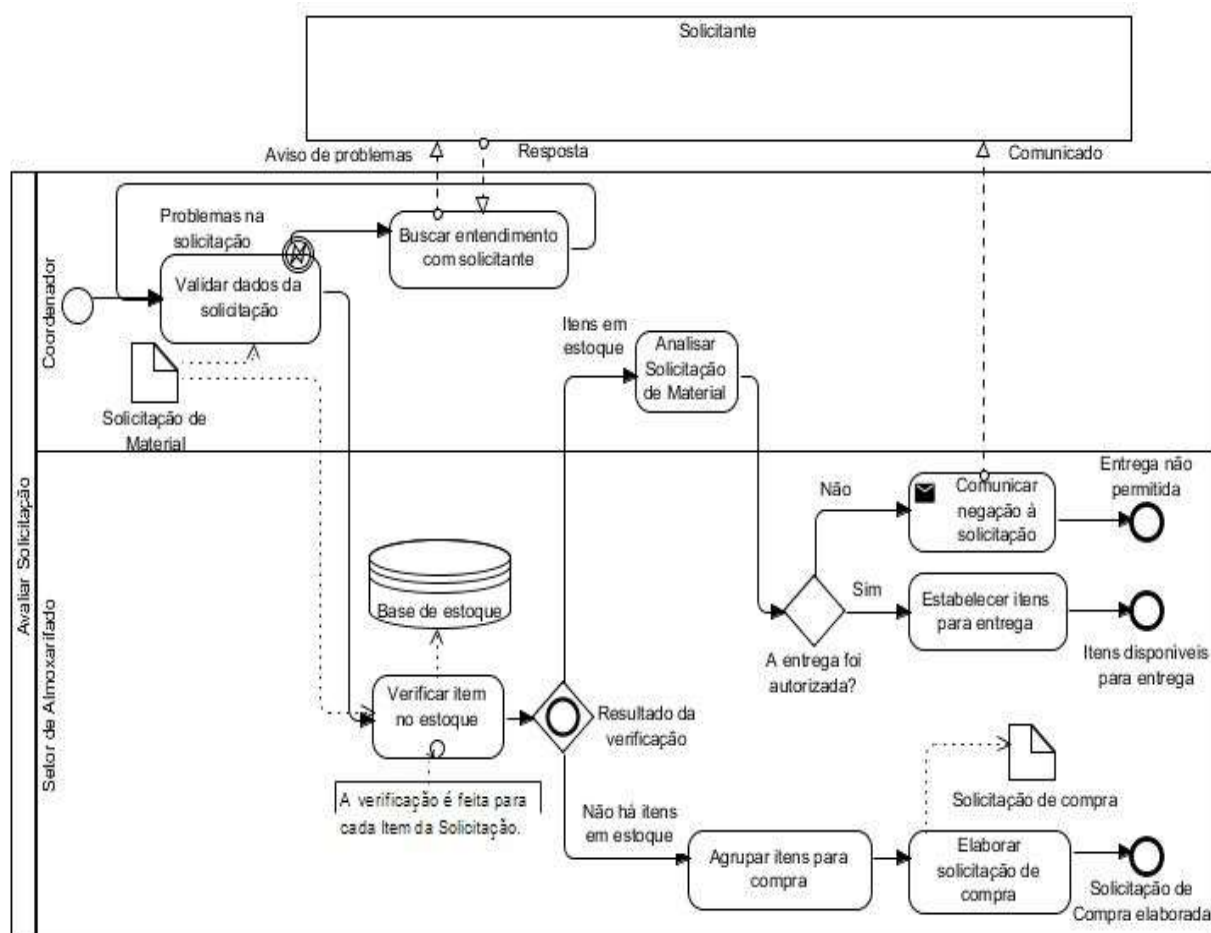 Solicitante
Aviso de problemas
Resposta
Comunicado
Avaliar Solicitação
Coordenador
Problemas na
solicitação
Buscar entendimento
com solicitante
Validar dados da
solicitação
Solicitação de
Material
Itens em
estoque
Analisar
Solicitação
de Material
Setor de Almoxarifado
Não
Comunicar
negação à
solicitação
Entrega não
permitida
Base de estoque
Sim
Estabelecer itens
para entrega
A entrega foi
autorizada?
Itens disponiveis
para entrega
Verificar item
no estoque
Resultado da
verificação
A verificação é feita para
cada Item da Solicitação.
Não há itens
em estoque
Agrupar itens para
compra
Solicitação de compra
Elaborar
solicitação de
compra
Solicitação de
Compra elaborada